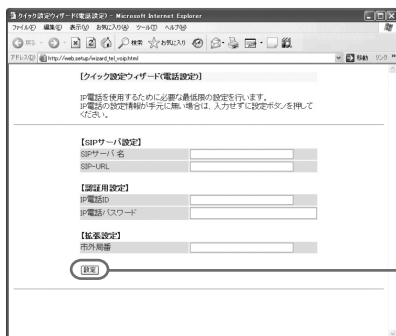 クイック設定ウィザード(電話設定) - Microsoft Internet Explorer
ファイル(F) 編集(E) 表示(V) お気に入り(A) ツール(T) ヘルプ(H)
戻る 検索 お気に入り
アドレス(D) http://web.setup/wizard_tel_voip.html 移動 リンク
[クイック設定ウィザード(電話設定)]
IP電話を使用するために必要な最低限の設定を行います。
IP電話の設定情報が手元に無い場合は、入力せずに設定ボタンを押して
ください。
【SIPサーバ設定】
SIPサーバ名
SIP-URL
【認証用設定】
IP電話ID
IP電話パスワード
【拡張設定】
市外局番
設定